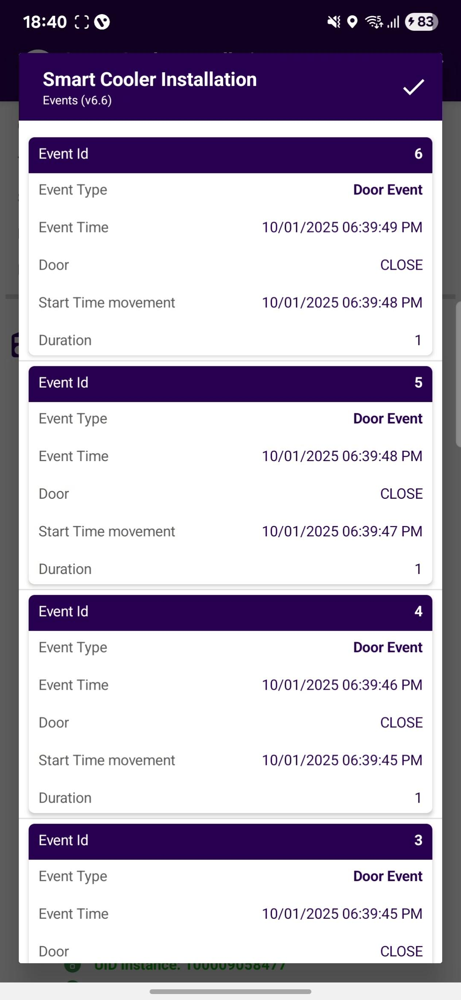 18:40 5 83
Smart Cooler Installation
Events (v6.6)
Event Id 6
Event Type Door Event
Event Time 10/01/2025 06:39:49 PM
Door CLOSE
Start Time movement 10/01/2025 06:39:48 PM
Duration 1
Event Id 5
Event Type Door Event
Event Time 10/01/2025 06:39:48 PM
Door CLOSE
Start Time movement 10/01/2025 06:39:47 PM
Duration 1
Event Id 4
Event Type Door Event
Event Time 10/01/2025 06:39:46 PM
Door CLOSE
Start Time movement 10/01/2025 06:39:45 PM
Duration 1
Event Id 3
Event Type Door Event
Event Time 10/01/2025 06:39:45 PM
Door CLOSE
UID Instance: 100009058477